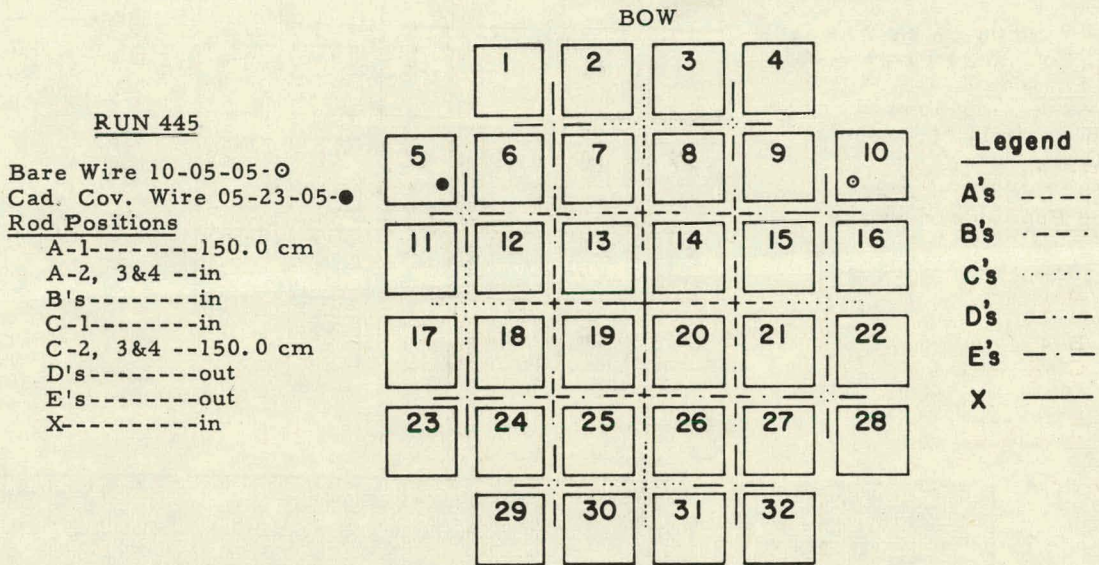 BOW
RUN 445
Bare Wire 10-05-05-⊙
Cad. Cov. Wire 05-23-05-●
Rod Positions
A-1---------150.0 cm
A-2, 3&4 --in
B's--------in
C-1--------in
C-2, 3&4 --150.0 cm
D's--------out
E's--------out
X----------in
1 2 3 4
5 6 7 8 9 10
11 12 13 14 15 16
17 18 19 20 21 22
23 24 25 26 27 28
29 30 31 32
Legend
A's
B's
C's
D's
E's
X